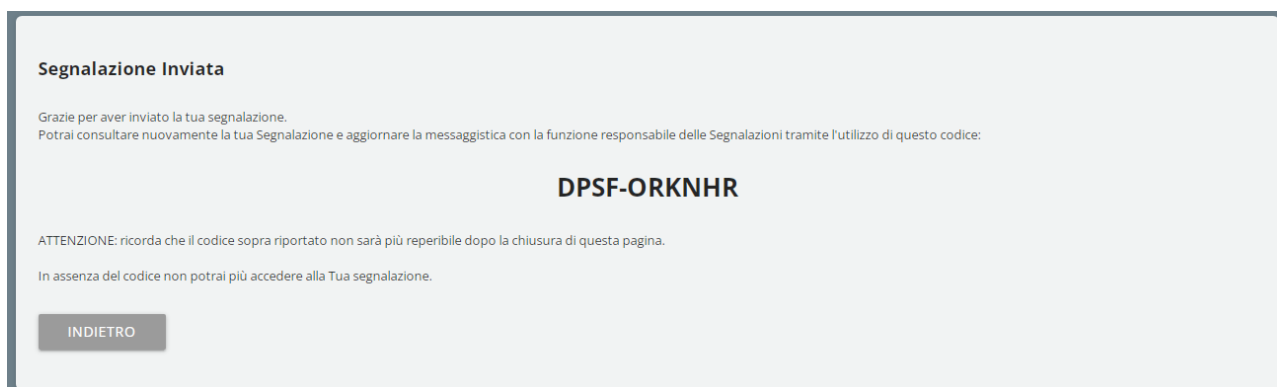 Segnalazione Inviata
Grazie per aver inviato la tua segnalazione.
Potrai consultare nuovamente la tua Segnalazione e aggiornare la messaggistica con la funzione responsabile delle Segnalazioni tramite l'utilizzo di questo codice:
DPSF-ORKNHR
ATTENZIONE: ricorda che il codice sopra riportato non sarà più reperibile dopo la chiusura di questa pagina.
In assenza del codice non potrai più accedere alla Tua segnalazione.
INDIETRO